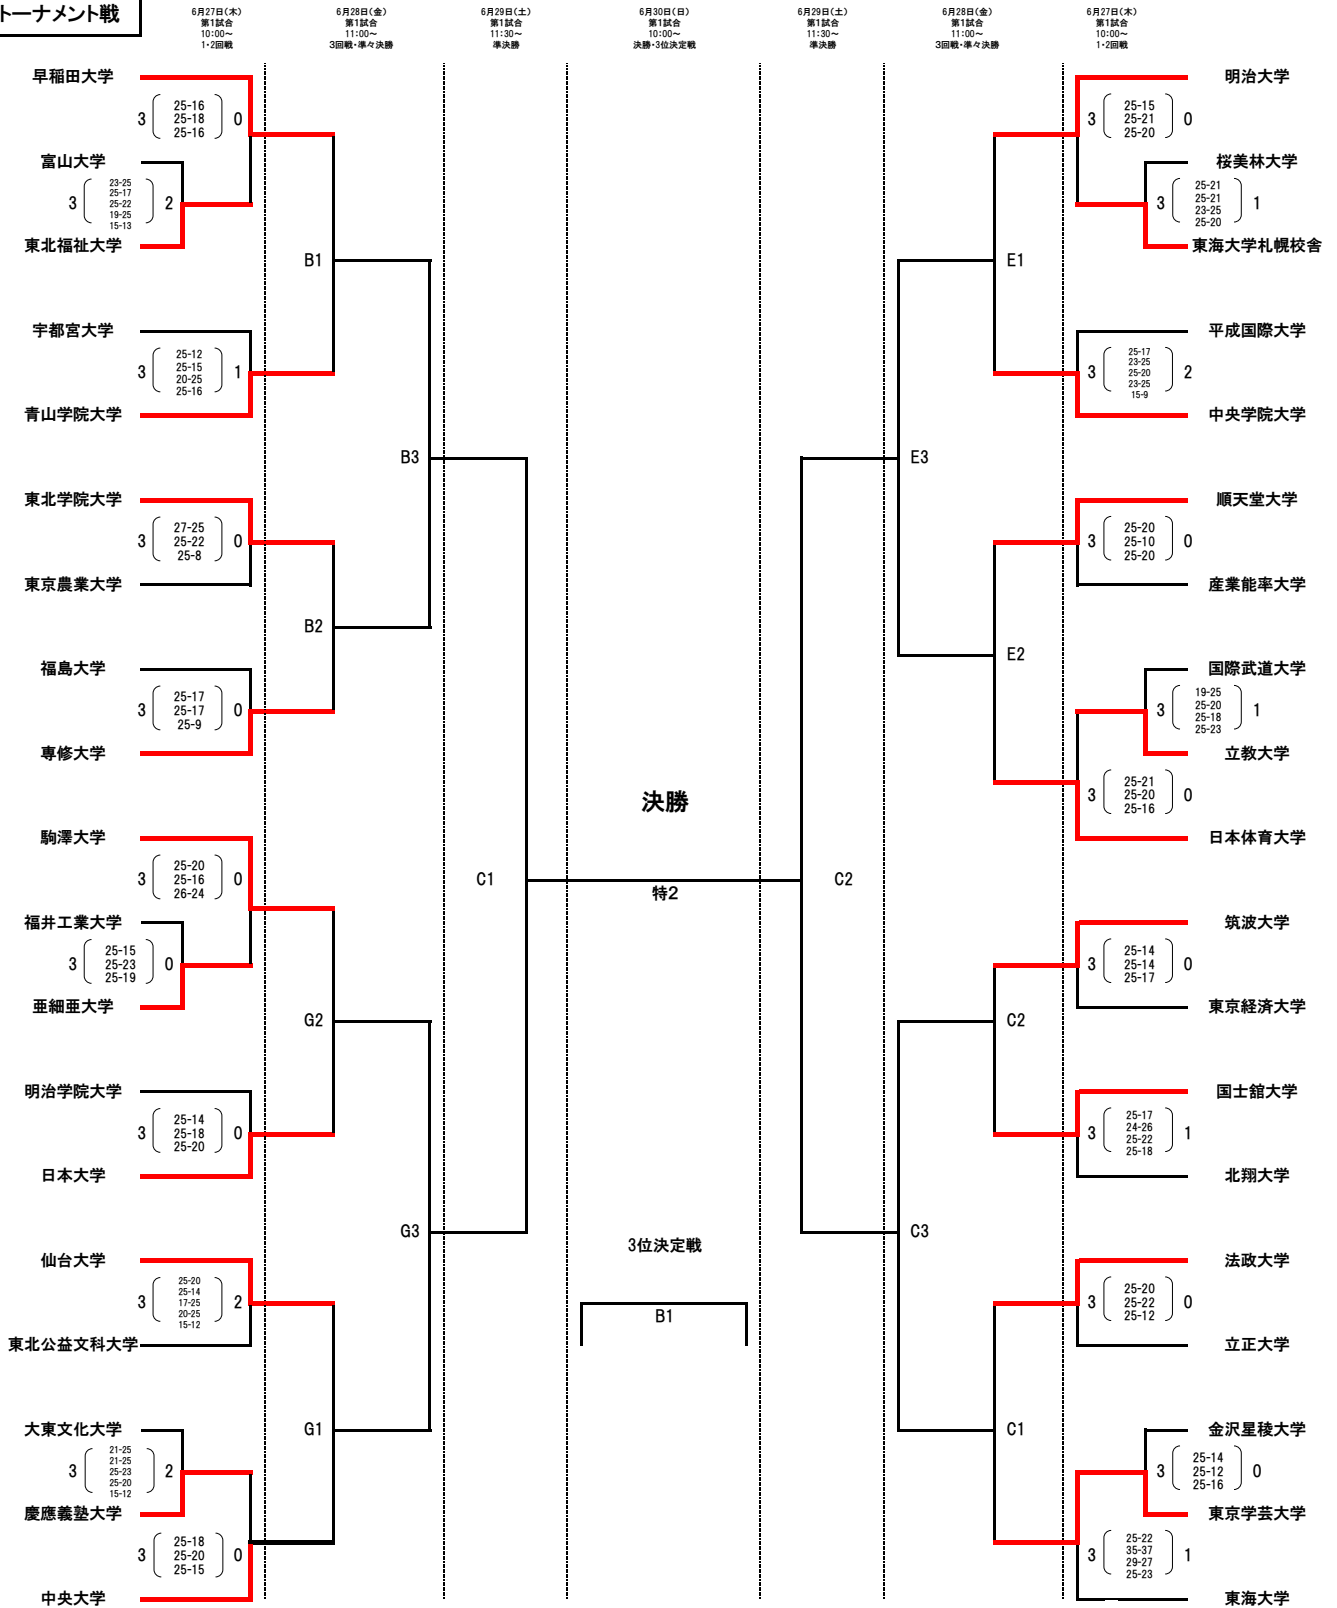 トーナメント戦
6月27日(木)
第1試合
10:00～
1・2回戦
6月28日(金)
第1試合
11:00～
3回戦・準々決勝
6月29日(土)
第1試合
11:30～
準決勝
6月30日(日)
第1試合
10:00～
決勝・3位決定戦
6月29日(土)
第1試合
11:30～
準決勝
6月28日(金)
第1試合
11:00～
3回戦・準々決勝
6月27日(木)
第1試合
10:00～
1・2回戦
早稲田大学
3 25-16 0
25-18
25-16
富山大学
23-25
25-17
3 25-22 2
19-25
15-13
東北福祉大学
B1
宇都宮大学
25-12
3 25-15 1
20-25
25-16
青山学院大学
B3
東北学院大学
27-25
3 25-22 0
25-8
東京農業大学
B2
福島大学
25-17
3 25-17 0
25-9
専修大学
駒澤大学
25-20
3 25-16 0
26-24
福井工業大学
25-15
3 25-23 0
25-19
亜細亜大学
G2
明治学院大学
25-14
3 25-18 0
25-20
日本大学
G3
仙台大学
25-20
25-14
3 17-25 2
20-25
15-12
東北公益文科大学
G1
大東文化大学
21-25
21-25
3 25-23 2
25-20
15-12
慶應義塾大学
25-18
3 25-20 0
25-15
中央大学
C1
決勝
特2
3位決定戦
B1
C2
明治大学
25-15
3 25-21 0
25-20
桜美林大学
25-21
3 25-21 1
23-25
25-20
東海大学札幌校舎
E1
平成国際大学
25-17
23-25
3 25-20 2
23-25
15-9
中央学院大学
E3
順天堂大学
25-20
3 25-10 0
25-20
産業能率大学
E2
国際武道大学
19-25
3 25-20 1
25-18
25-23
立教大学
25-21
3 25-20 0
25-16
日本体育大学
筑波大学
25-14
3 25-14 0
25-17
東京経済大学
C2
国士舘大学
25-17
3 24-26 1
25-22
25-18
北翔大学
C3
法政大学
25-20
3 25-22 0
25-12
立正大学
C1
金沢星稜大学
25-14
3 25-12 0
25-16
東京学芸大学
25-22
3 35-37 1
29-27
25-23
東海大学